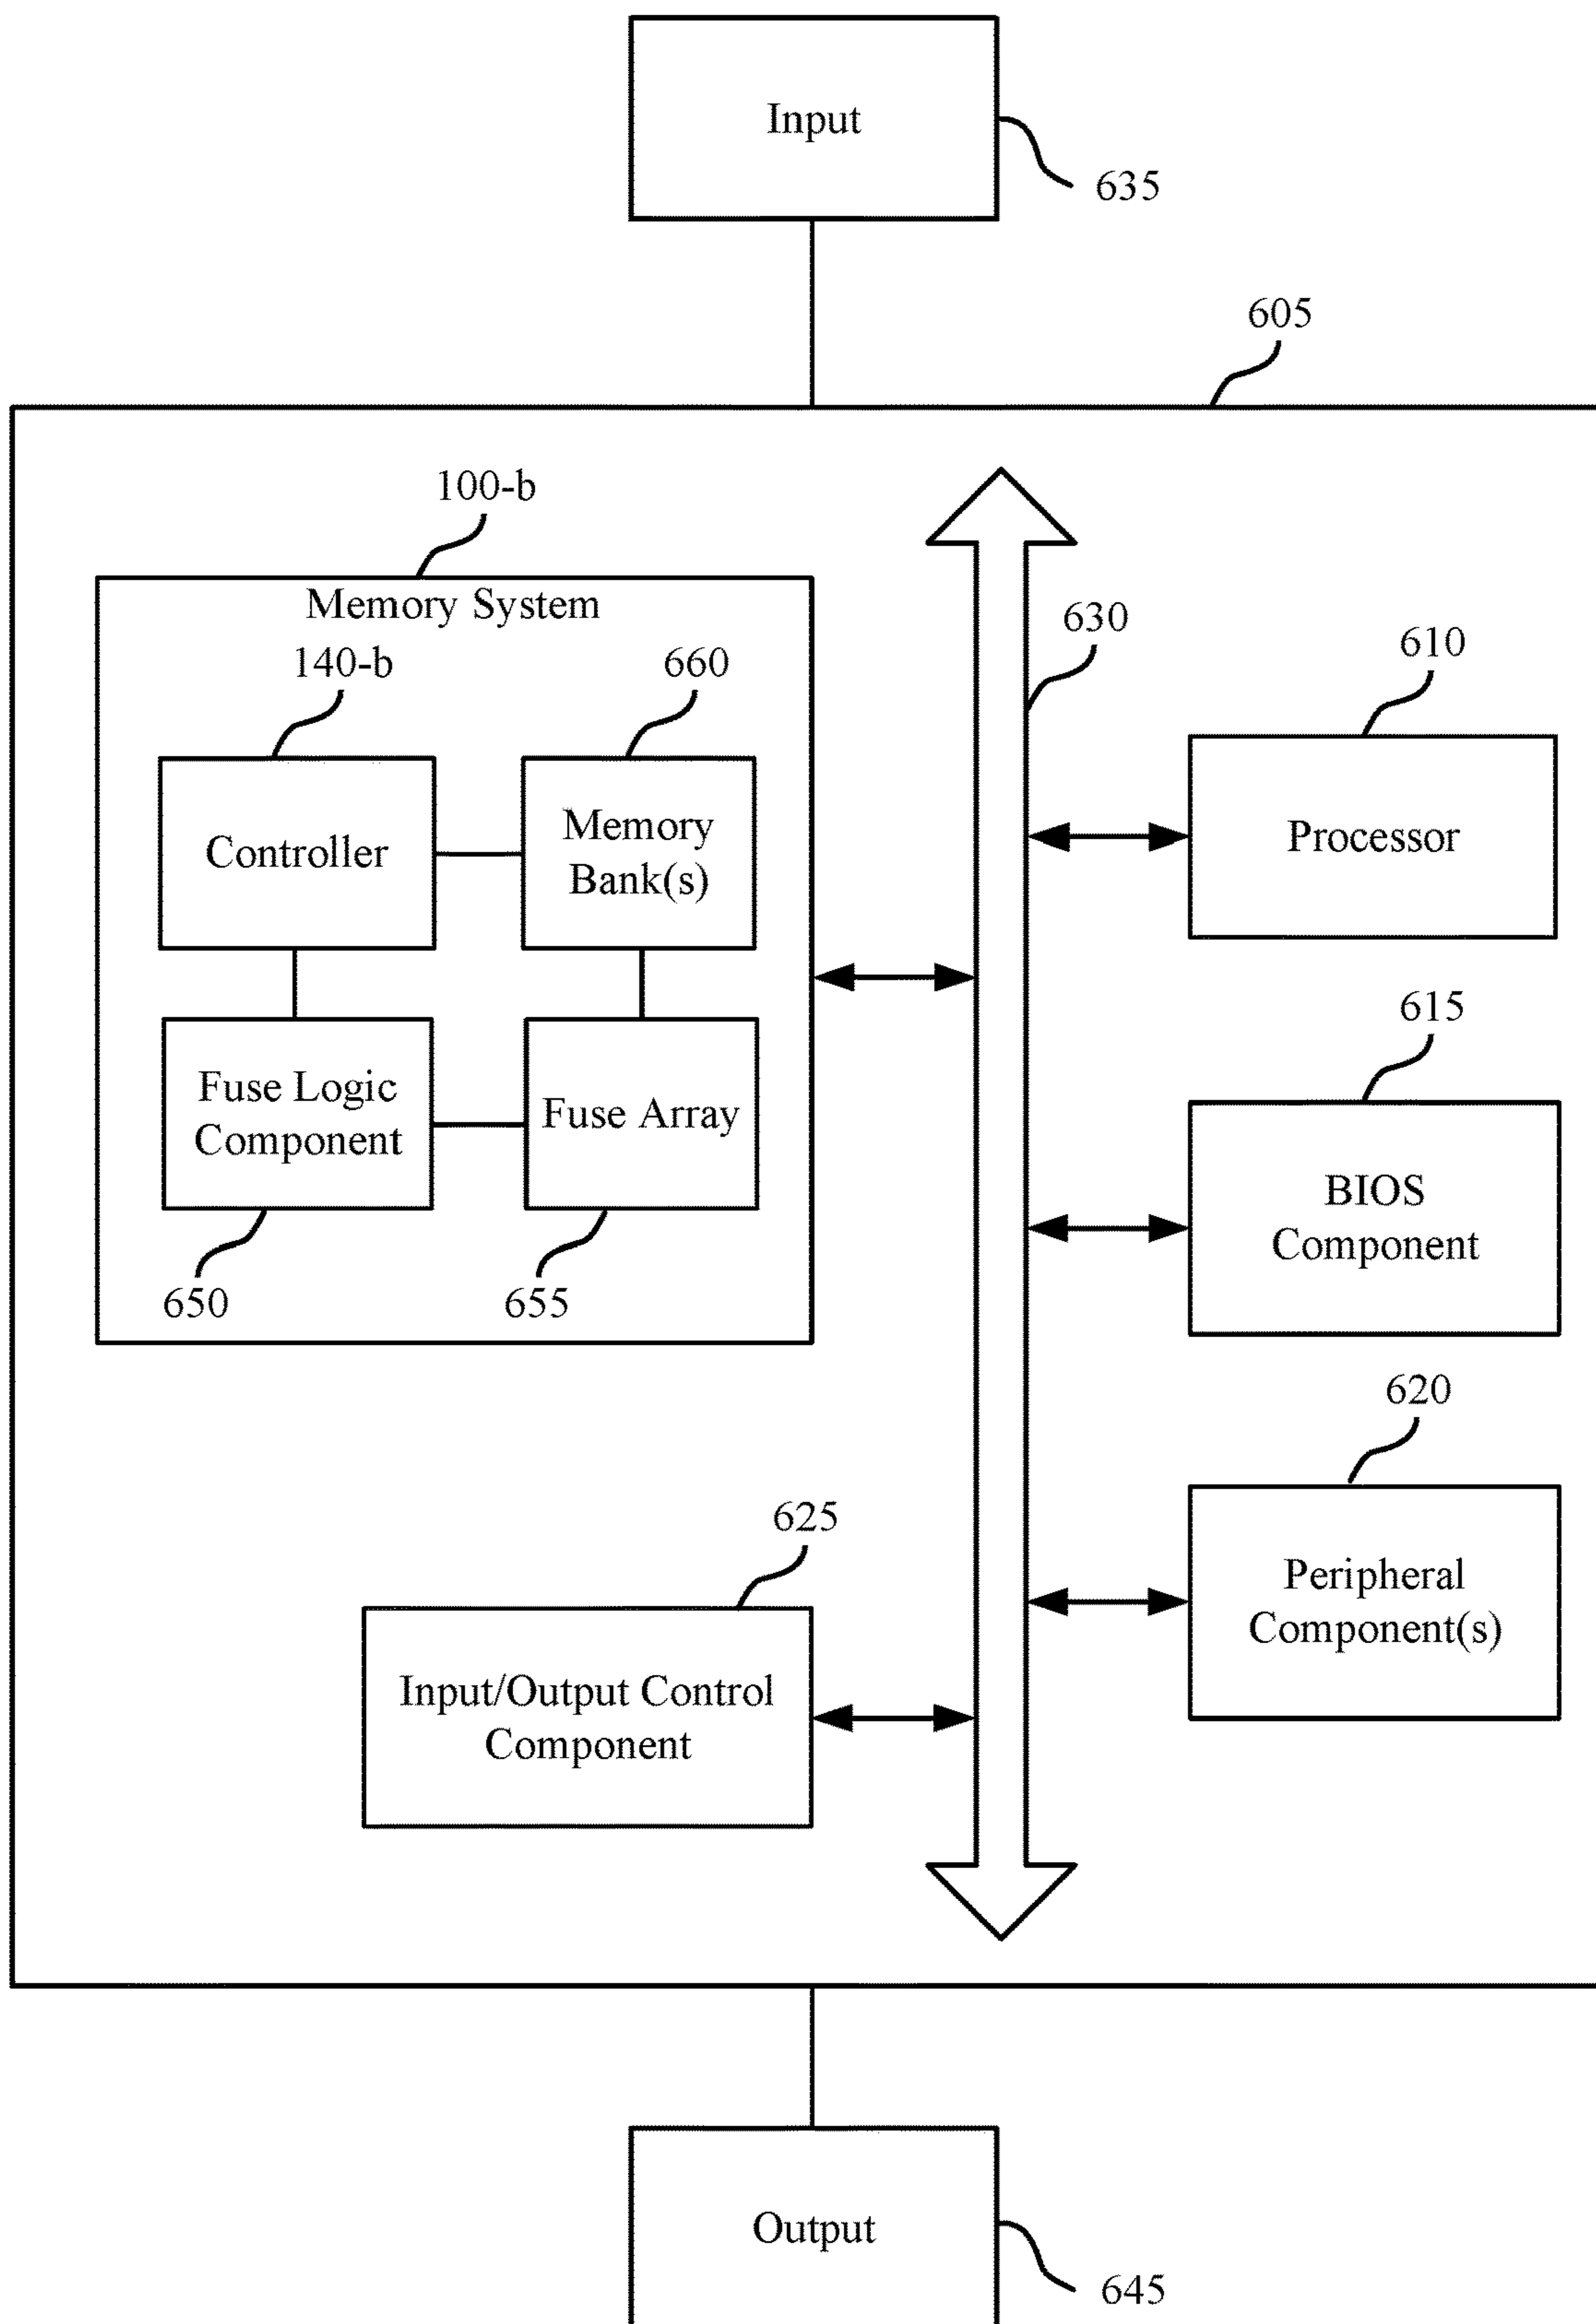 Input
635
605
100-b
Memory System
630
140-b
660
610
Controller
Memory
Bank(s)
Processor
615
Fuse Logic
Component
Fuse Array
BIOS
Component
650
655
620
625
Peripheral
Component(s)
Input/Output Control
Component
Output
645